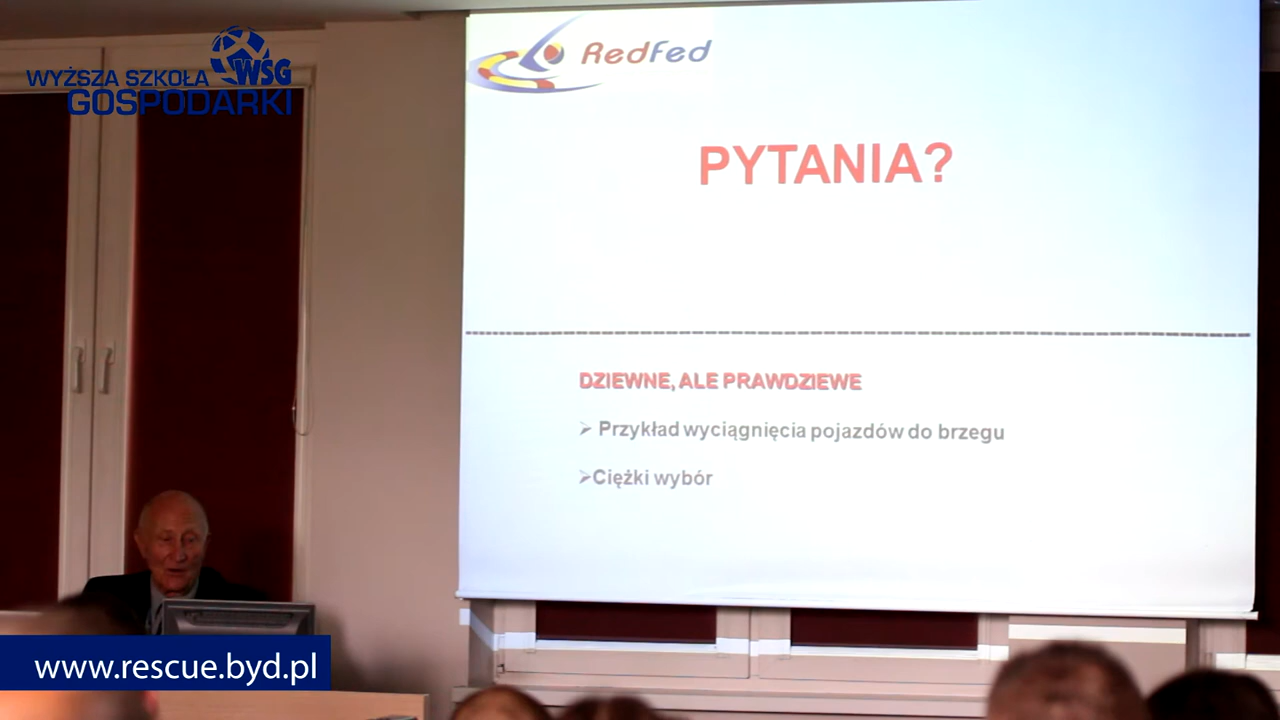 WYŻSZA SZKOŁA WSG
GOSPODARKI
RedFed
PYTANIA?
DZIEWNE, ALE PRAWDZIEWE
➢ Przykład wyciągnięcia pojazdów do brzegu
➢Ciężki wybór
www.rescue.byd.pl